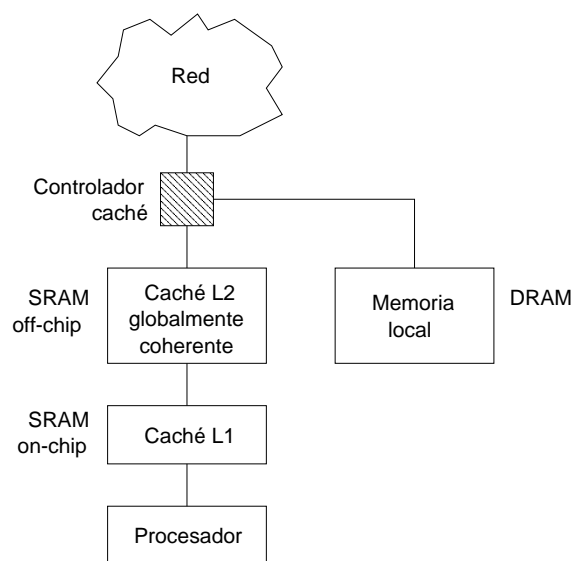 Red
Controlador
caché
SRAM
off-chip
Caché L2
globalmente
coherente
Memoria
local
DRAM
SRAM
on-chip
Caché L1
Procesador